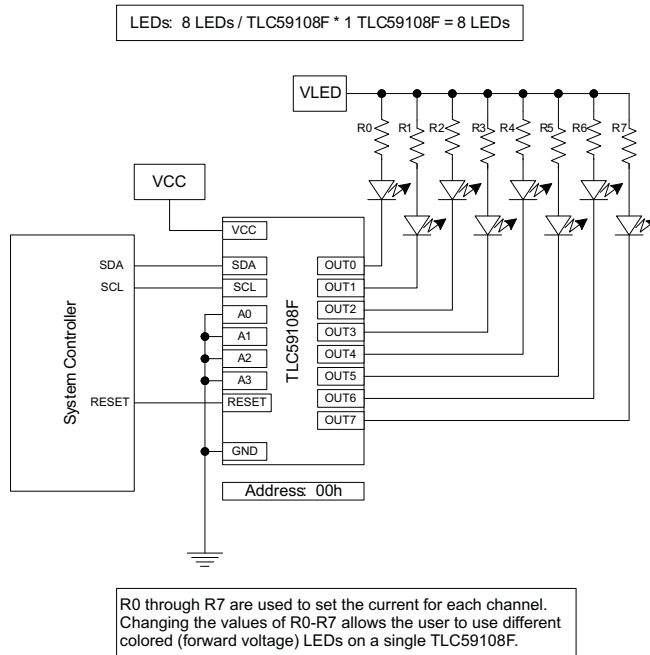 LEDs: 8 LEDs / TLC59108F * 1 TLC59108F = 8 LEDs
VLED
R0
R1
R2
R3
R4
R5
R6
R7
VCC
System Controller
SDA
SCL
RESET
TLC59108F
VCC
SDA
SCL
A0
A1
A2
A3
RESET
GND
OUT0
OUT1
OUT2
OUT3
OUT4
OUT5
OUT6
OUT7
Address: 00h
R0 through R7 are used to set the current for each channel.
Changing the values of R0-R7 allows the user to use different
colored (forward voltage) LEDs on a single TLC59108F.